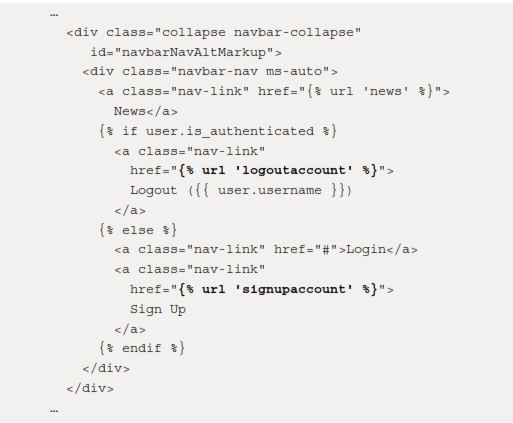 …
<div class="collapse navbar-collapse"
id="navbarNavAltMarkup">
<div class="navbar-nav ms-auto">
<a class="nav-link" href="{% url 'news' %}">
News</a>
{% if user.is_authenticated %}
<a class="nav-link"
href="{% url 'logoutaccount' %}">
Logout ({{ user.username }})
</a>
{% else %}
<a class="nav-link" href="#">Login</a>
<a class="nav-link"
href="{% url 'signupaccount' %}">
Sign Up
</a>
{% endif %}
</div>
</div>
…